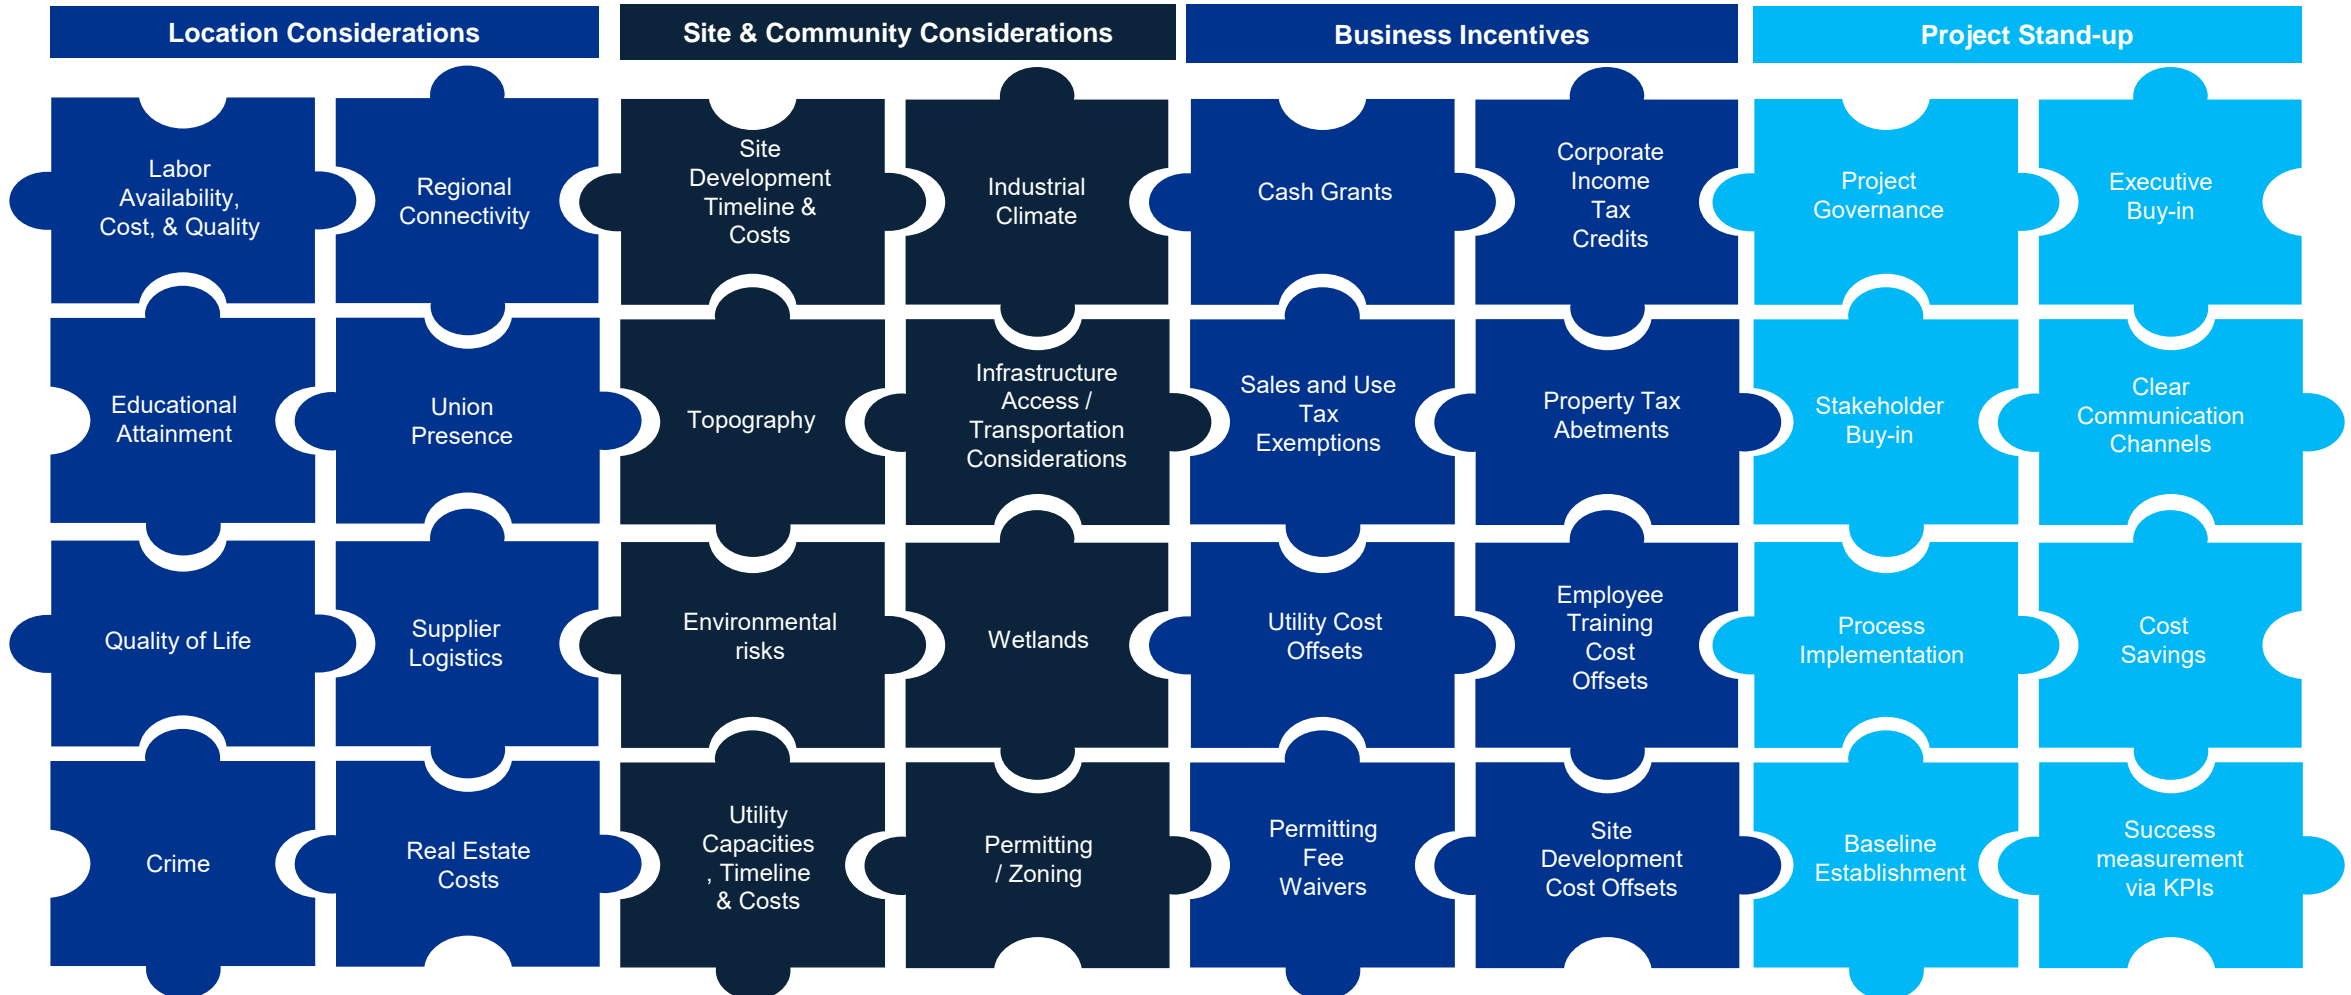 Location Considerations
Site & Community Considerations
Business Incentives
Project Stand-up
Labor
Availability,
Cost, & Quality
Regional
Connectivity
Site
Development
Timeline &
Costs
Industrial
Climate
Cash Grants
Corporate
Income
Tax
Credits
Project
Governance
Executive
Buy-in
Educational
Attainment
Union
Presence
Topography
Infrastructure
Access /
Transportation
Considerations
Sales and Use
Tax
Exemptions
Property Tax
Abetments
Stakeholder
Buy-in
Clear
Communication
Channels
Quality of Life
Supplier
Logistics
Environmental
risks
Wetlands
Utility Cost
Offsets
Employee
Training
Cost
Offsets
Process
Implementation
Cost
Savings
Crime
Real Estate
Costs
Utility
Capacities
, Timeline
& Costs
Permitting
/ Zoning
Permitting
Fee
Waivers
Site
Development
Cost Offsets
Baseline
Establishment
Success
measurement
via KPIs